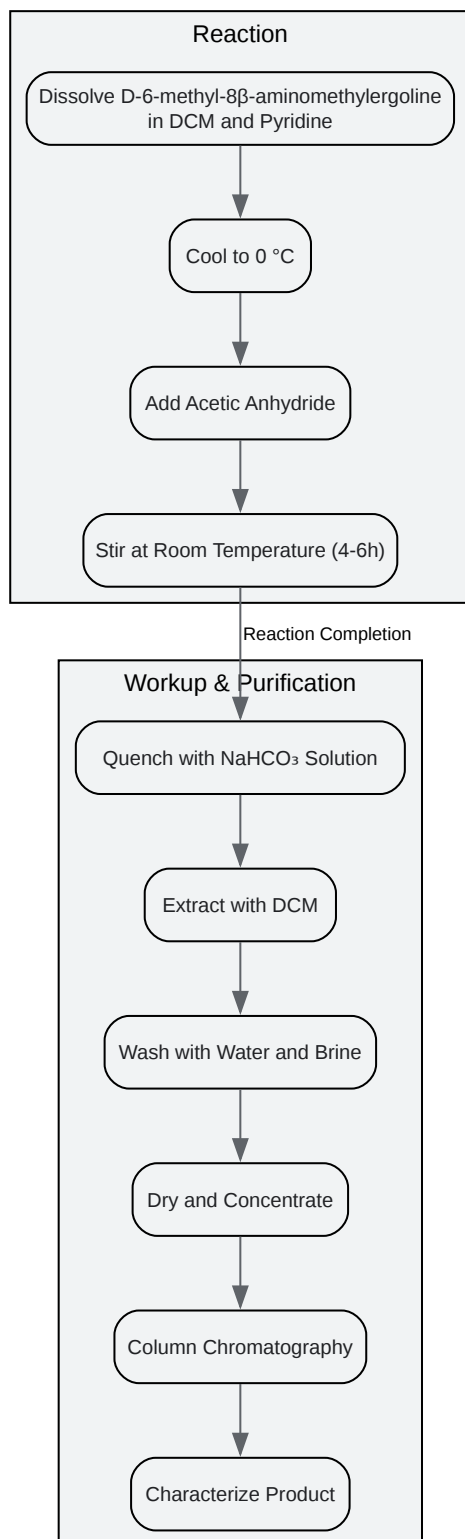 Reaction
Dissolve D-6-methyl-8β-aminomethylergoline
in DCM and Pyridine
Cool to 0 °C
Add Acetic Anhydride
Stir at Room Temperature (4-6h)
Reaction Completion
Workup & Purification
Quench with NaHCO₃ Solution
Extract with DCM
Wash with Water and Brine
Dry and Concentrate
Column Chromatography
Characterize Product